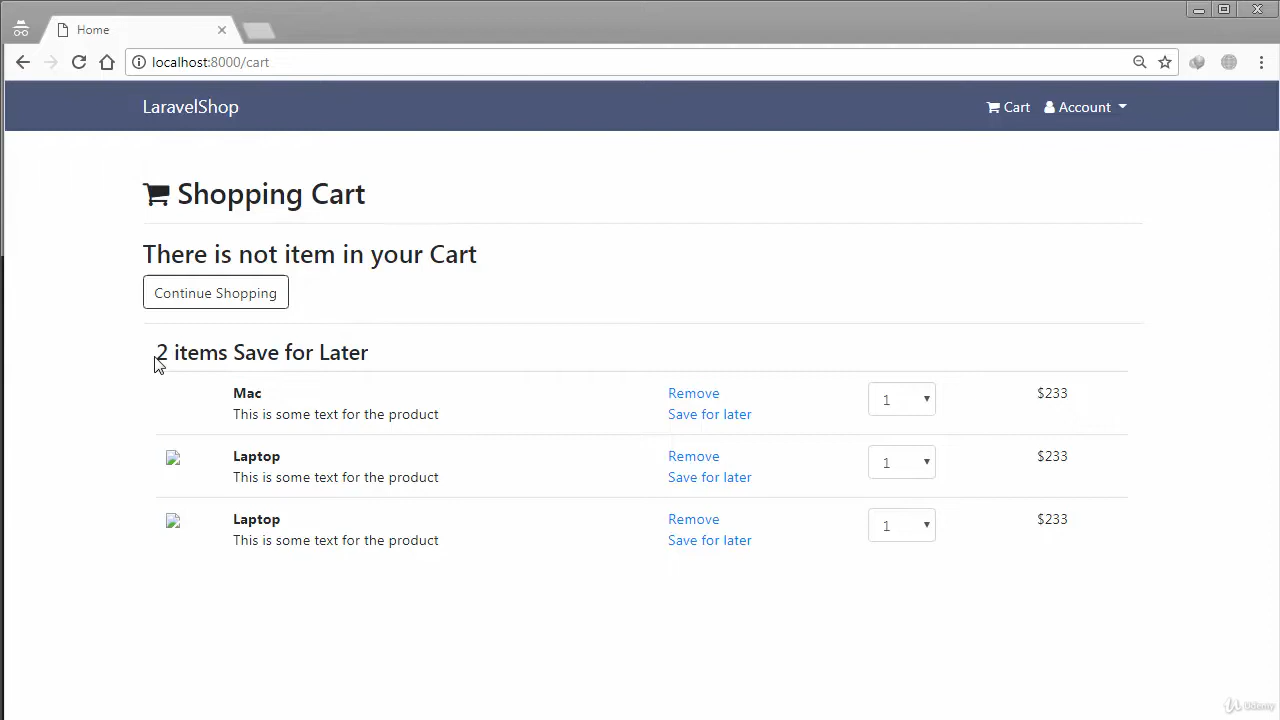 Home
localhost:8000/cart
LaravelShop
Cart
Account
Shopping Cart
There is not item in your Cart
Continue Shopping
2 items Save for Later
Mac
This is some text for the product
Remove
Save for later
1
$233
Laptop
This is some text for the product
Remove
Save for later
1
$233
Laptop
This is some text for the product
Remove
Save for later
1
$233
Udemy